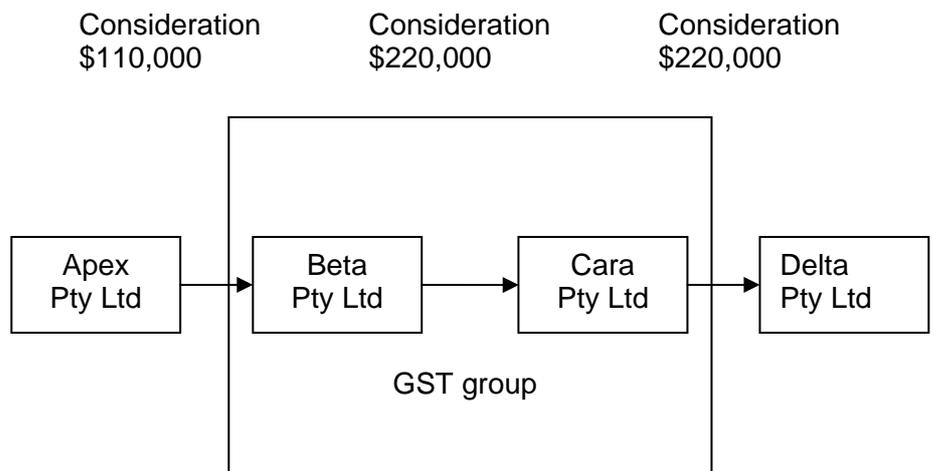 Consideration
$110,000
Consideration
$220,000
Consideration
$220,000
Apex
Pty Ltd
Beta
Pty Ltd
Cara
Pty Ltd
Delta
Pty Ltd
GST group